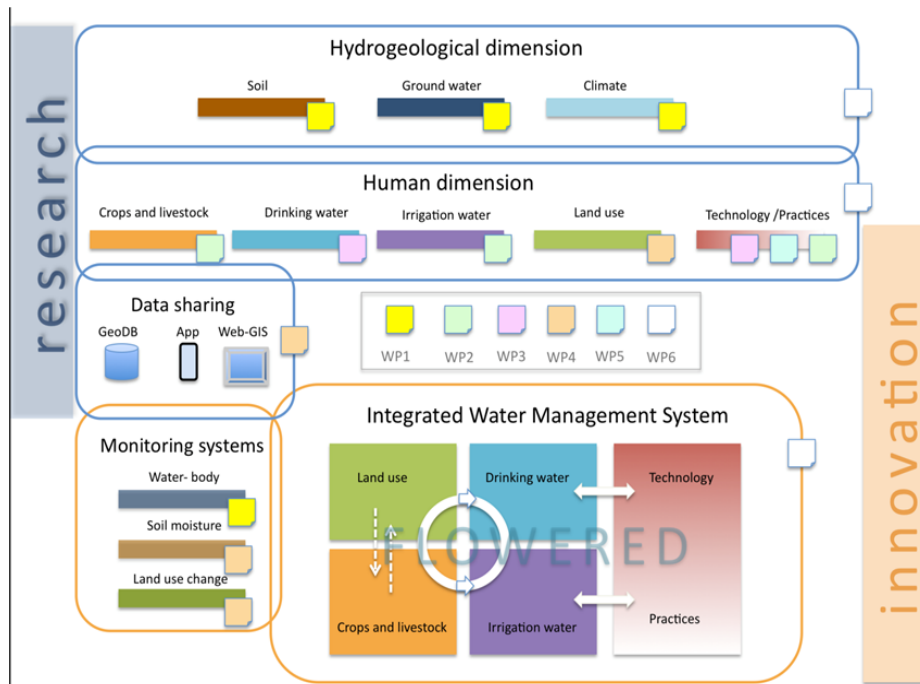 research
Hydrogeological dimension
Soil
Ground water
Climate
Human dimension
Crops and livestock
Drinking water
Irrigation water
Land use
Technology /Practices
Data sharing
GeoDB
App
Web-GIS
WP1
WP2
WP3
WP4
WP5
WP6
innovation
Monitoring systems
Water- body
Soil moisture
Land use change
Integrated Water Management System
Land use
Drinking water
Technology
FLOWERED
Crops and livestock
Irrigation water
Practices